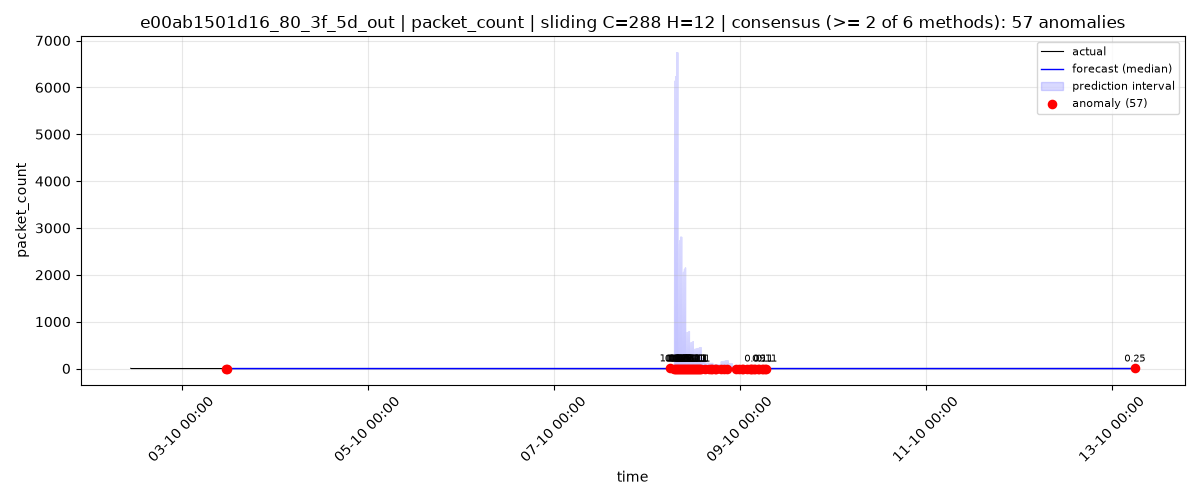 e00ab1501d16_80_3f_5d_out | packet_count | sliding C=288 H=12 | consensus (>= 2 of 6 methods): 57 anomalies
packet_count
7000
6000
5000
4000
3000
2000
1000
0
actual
forecast (median)
prediction interval
anomaly (57)
0.25
03-10 00:00
05-10 00:00
07-10 00:00
09-10 00:00
11-10 00:00
13-10 00:00
time